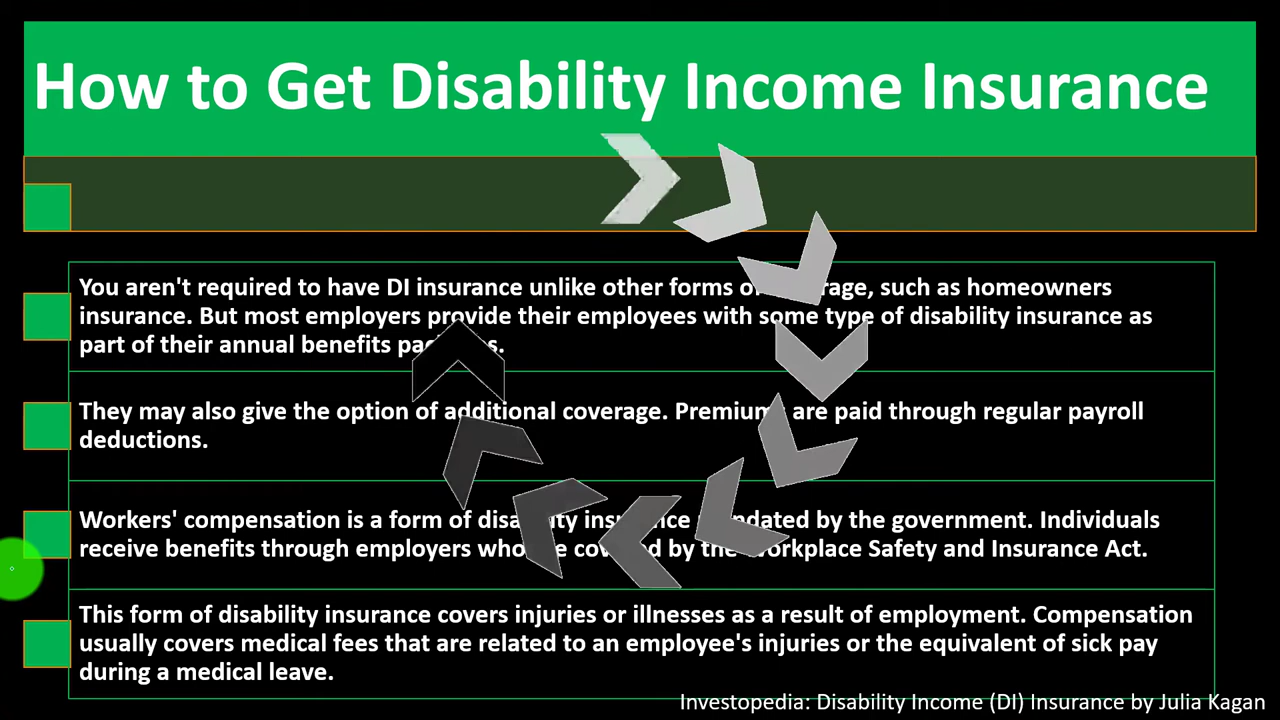 How to Get Disability Income Insurance
You aren't required to have DI insurance unlike other forms of coverage, such as homeowners
insurance. But most employers provide their employees with some type of disability insurance as
part of their annual benefits packages.
They may also give the option of additional coverage. Premiums are paid through regular payroll
deductions.
Workers' compensation is a form of disability insurance mandated by the government. Individuals
receive benefits through employers who are covered by the Workplace Safety and Insurance Act.
This form of disability insurance covers injuries or illnesses as a result of employment. Compensation
usually covers medical fees that are related to an employee's injuries or the equivalent of sick pay
during a medical leave.
Investopedia: Disability Income (DI) Insurance by Julia Kagan